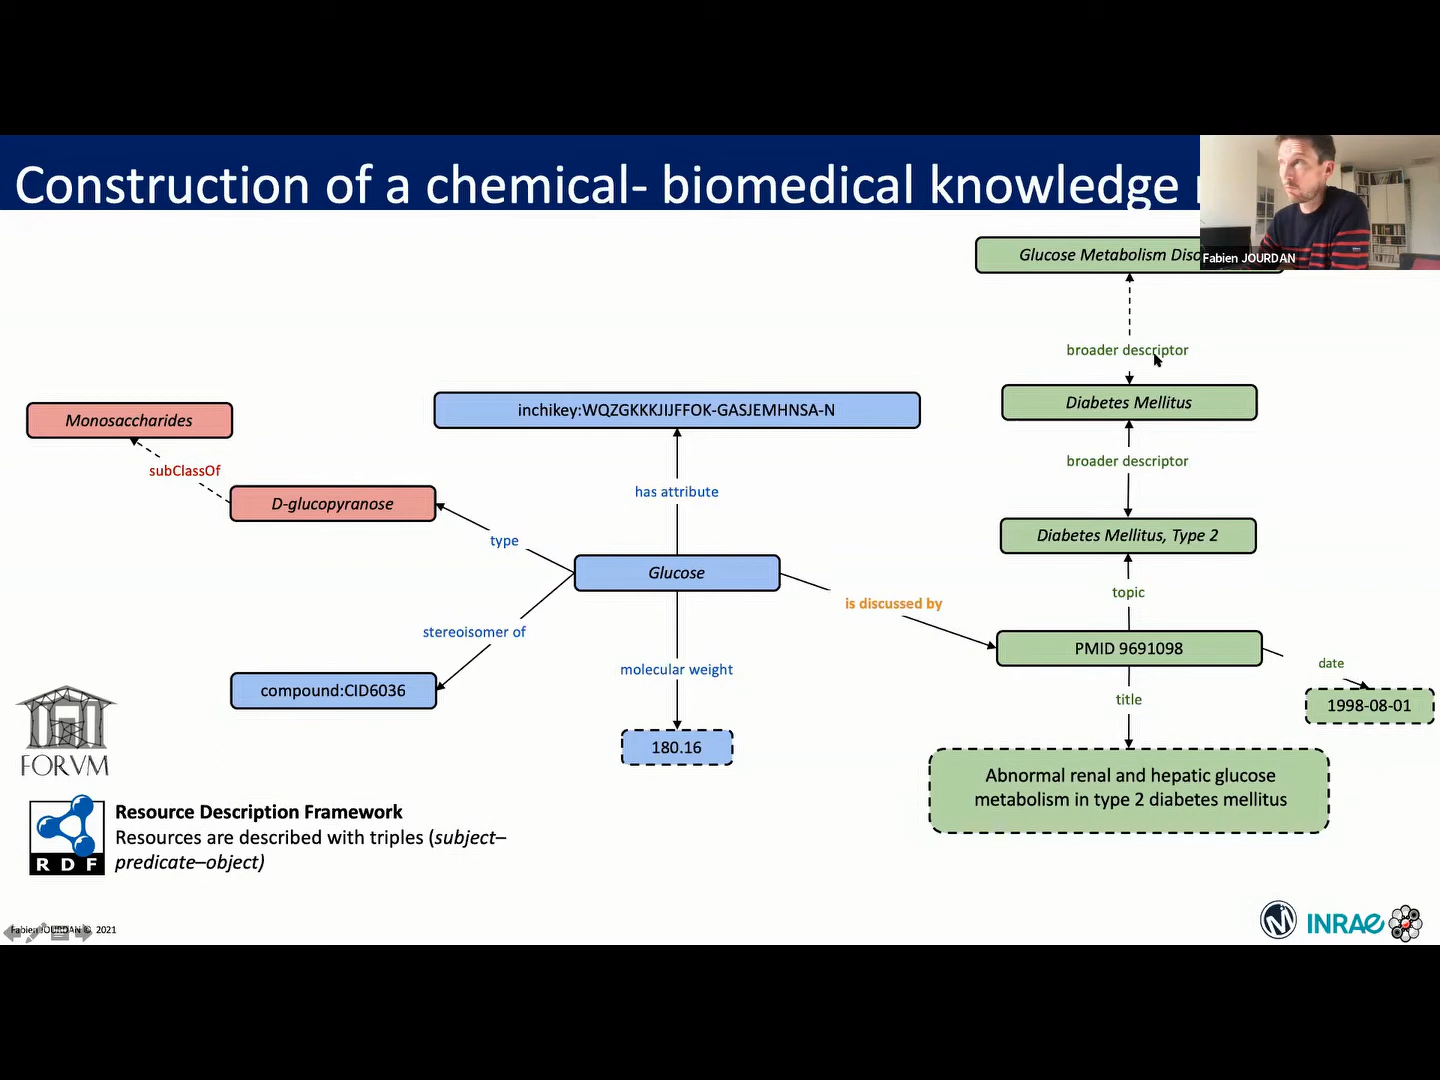 Construction of a chemical- biomedical knowledge
Fabien JOURDAN
Glucose Metabolism
broader descriptor
Diabetes Mellitus
broader descriptor
Diabetes Mellitus, Type 2
topic
PMID 9691098
date
1998-08-01
title
Abnormal renal and hepatic glucose
metabolism in type 2 diabetes mellitus
is discussed by
inchikey:WQZGKKKJIJFFOK-GASJEMHNSA-N
has attribute
Glucose
molecular weight
180.16
Monosaccharides
subClassOf
D-glucopyranose
type
stereoisomer of
compound:CID6036
FORVM
RDF
Resource Description Framework
Resources are described with triples (subject–
predicate–object)
Fabien JOURDAN © 2021
INRAE